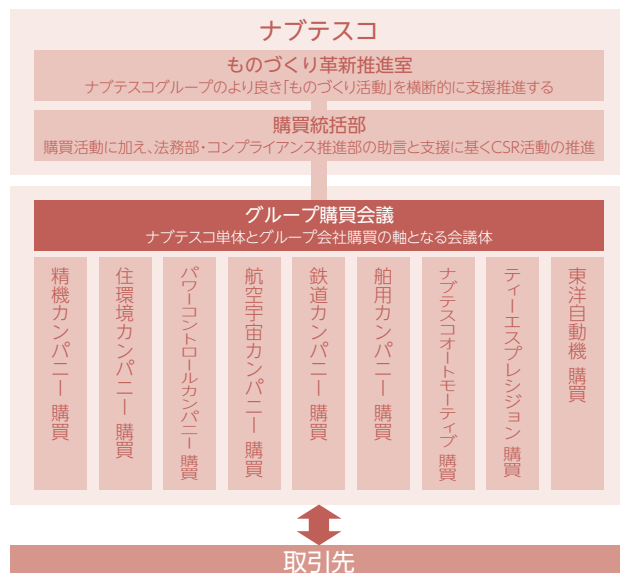 ナブテスコ
ものづくり革新推進室
ナブテスコグループのより良き「ものづくり活動」を横断的に支援推進する
購買統括部
購買活動に加え、法務部・コンプライアンス推進部の助言と支援に基くCSR活動の推進
グループ購買会議
ナブテスコ単体とグループ会社購買の軸となる会議体
精機カンパニー 購買
住環境カンパニー 購買
パワーコントロールカンパニー 購買
航空宇宙カンパニー 購買
鉄道カンパニー 購買
舶用カンパニー 購買
ナブテスコオートモーティブ 購買
ティーエスプレシジョン 購買
東洋自動機 購買
取引先